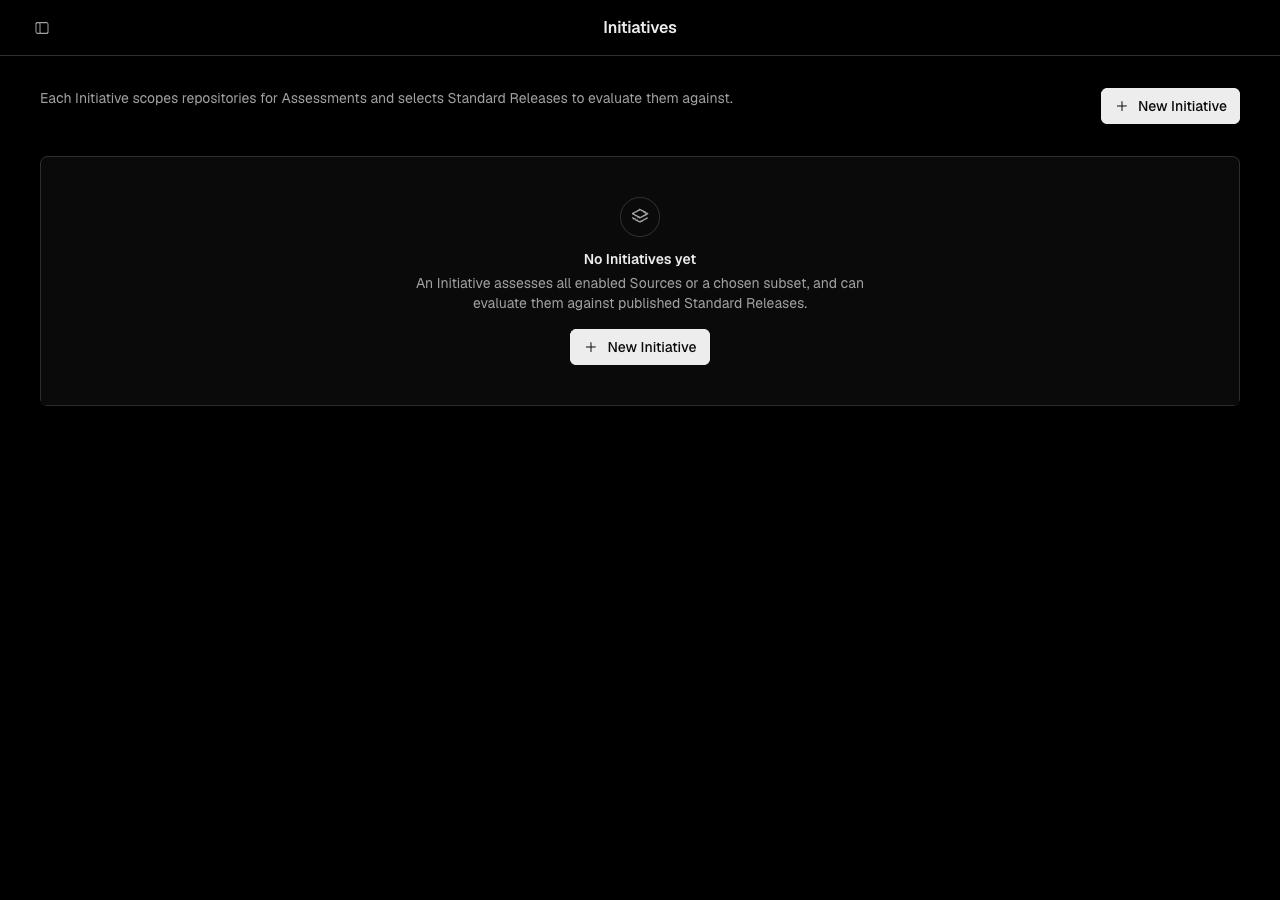 Initiatives
Each Initiative scopes repositories for Assessments and selects Standard Releases to evaluate them against.
New Initiative
No Initiatives yet
An Initiative assesses all enabled Sources or a chosen subset, and can
evaluate them against published Standard Releases.
New Initiative